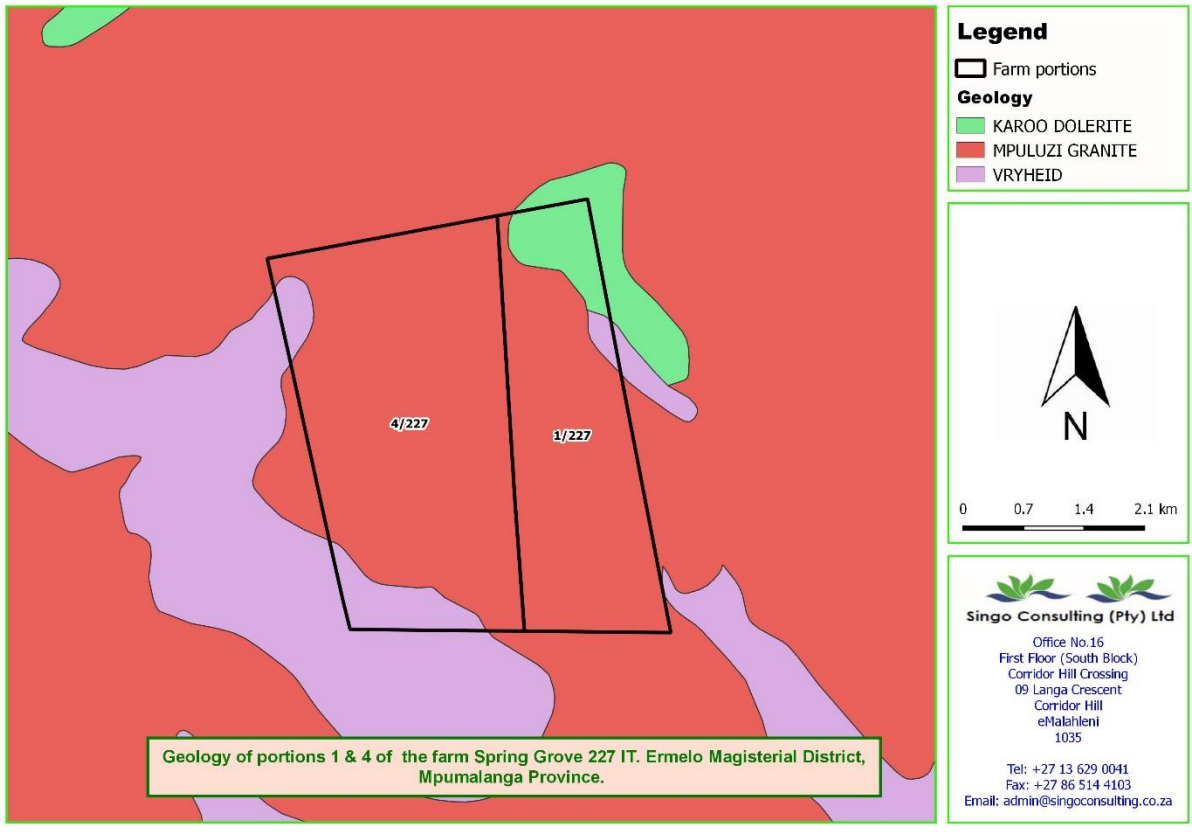 Legend
Farm portions
Geology
KAROO DOLERITE
MPULUZI GRANITE
VRYHEID
4/227
1/227
N
0 0.7 1.4 2.1 km
Geology of portions 1 & 4 of the farm Spring Grove 227 IT. Ermelo Magisterial District,
Mpumalanga Province.
Singo Consulting (Pty) Ltd
Office No.16
First Floor (South Block)
Corridor Hill Crossing
09 Langa Crescent
Corridor Hill
eMalahleni
1035
Tel: +27 13 629 0041
Fax: +27 86 514 4103
Email: admin@singoconsulting.co.za